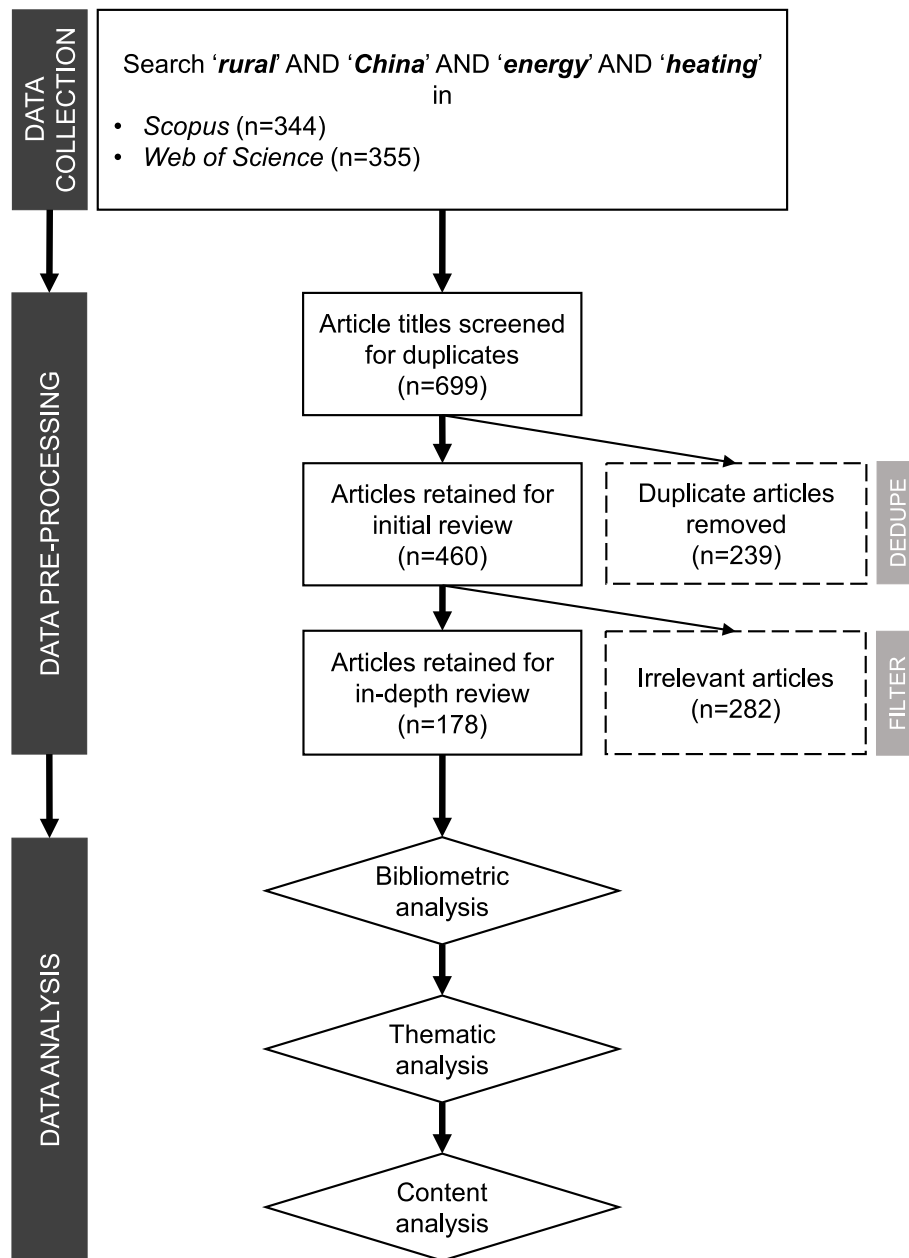 DATA
COLLECTION
Search ‘rural’ AND ‘China’ AND ‘energy’ AND ‘heating’
in
• Scopus (n=344)
• Web of Science (n=355)
DATA PRE-PROCESSING
Article titles screened
for duplicates
(n=699)
Articles retained for
initial review
(n=460)
Duplicate articles
removed
(n=239)
DEDUPE
Articles retained for
in-depth review
(n=178)
Irrelevant articles
(n=282)
FILTER
DATA ANALYSIS
Bibliometric
analysis
Thematic
analysis
Content
analysis